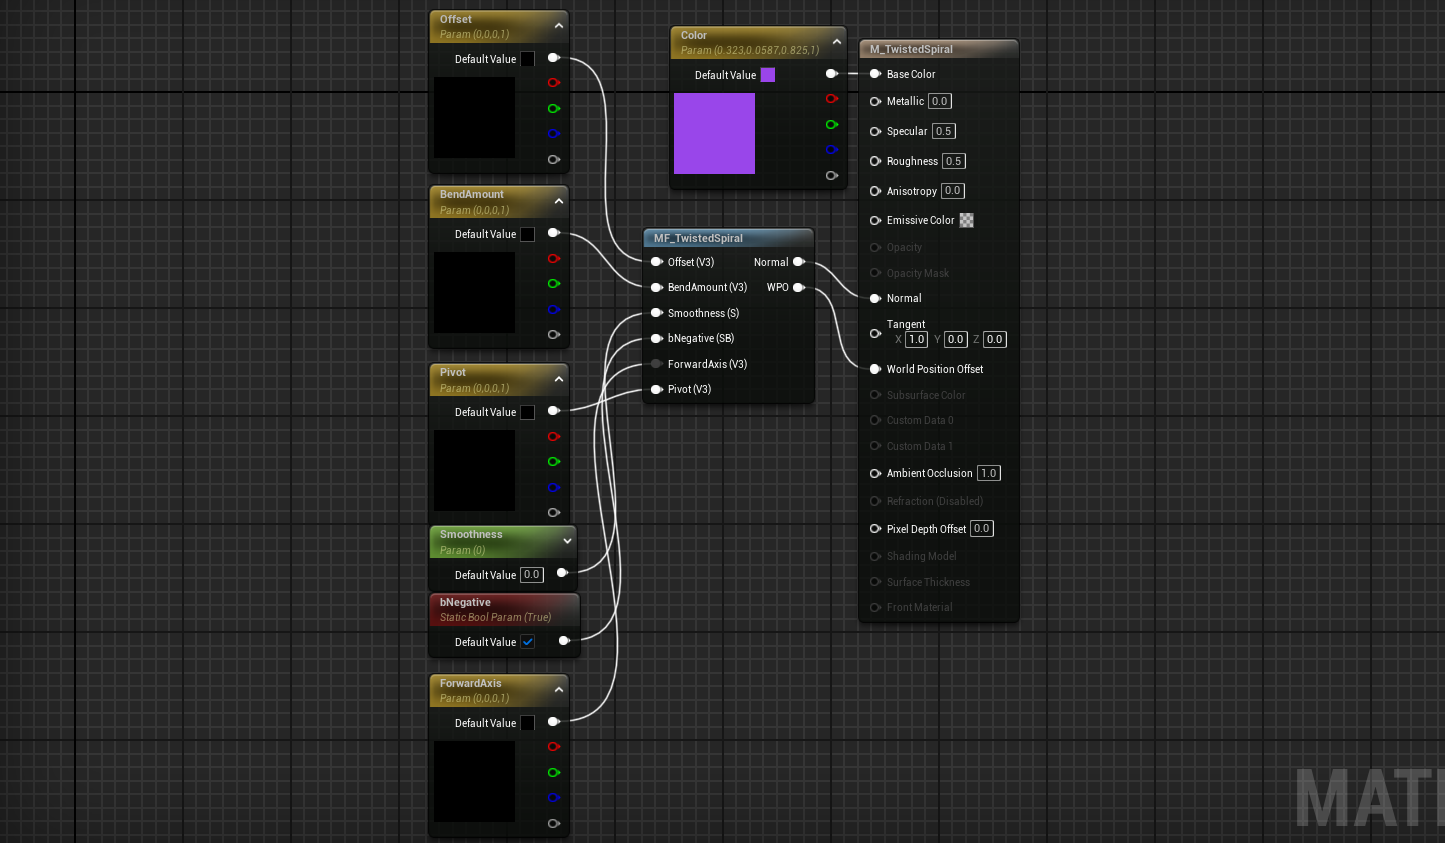 Offset
Param (0,0,0,1)
Default Value
BendAmount
Param (0,0,0,1)
Default Value
Pivot
Param (0,0,0,1)
Default Value
Smoothness
Param (0)
Default Value 0.0
bNegative
Static Bool Param (True)
Default Value
ForwardAxis
Param (0,0,0,1)
Default Value
Color
Param (0.323,0.0587,0.825,1)
Default Value
MF_TwistedSpiral
Offset (V3) Normal
BendAmount (V3) WPO
Smoothness (S)
bNegative (SB)
ForwardAxis (V3)
Pivot (V3)
M_TwistedSpiral
Base Color
Metallic 0.0
Specular 0.5
Roughness 0.5
Anisotropy 0.0
Emissive Color
Opacity
Opacity Mask
Normal
Tangent
X 1.0 Y 0.0 Z 0.0
World Position Offset
Subsurface Color
Custom Data 0
Custom Data 1
Ambient Occlusion 1.0
Refraction (Disabled)
Pixel Depth Offset 0.0
Shading Model
Surface Thickness
Front Material